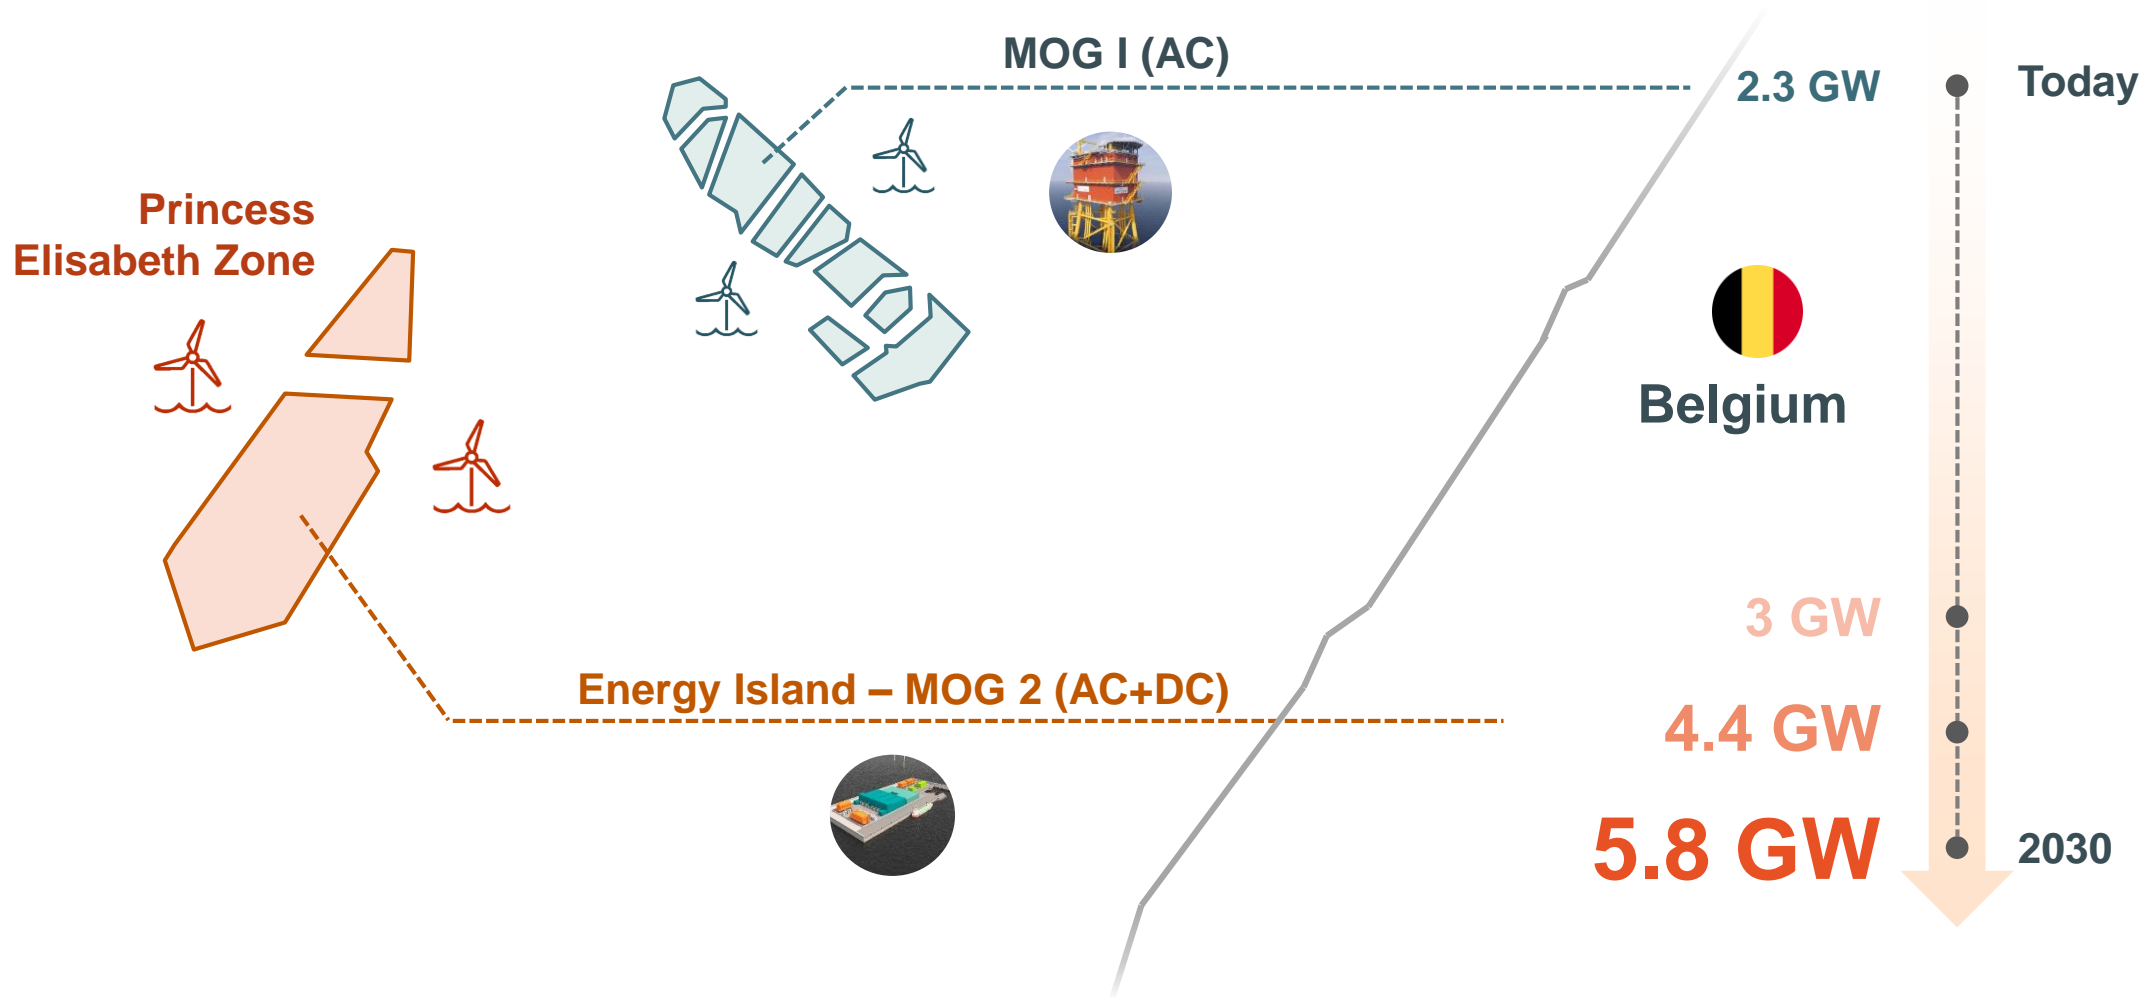 MOG I (AC)
2.3 GW
Today
Princess
Elisabeth Zone
Belgium
3 GW
Energy Island – MOG 2 (AC+DC)
4.4 GW
5.8 GW
2030